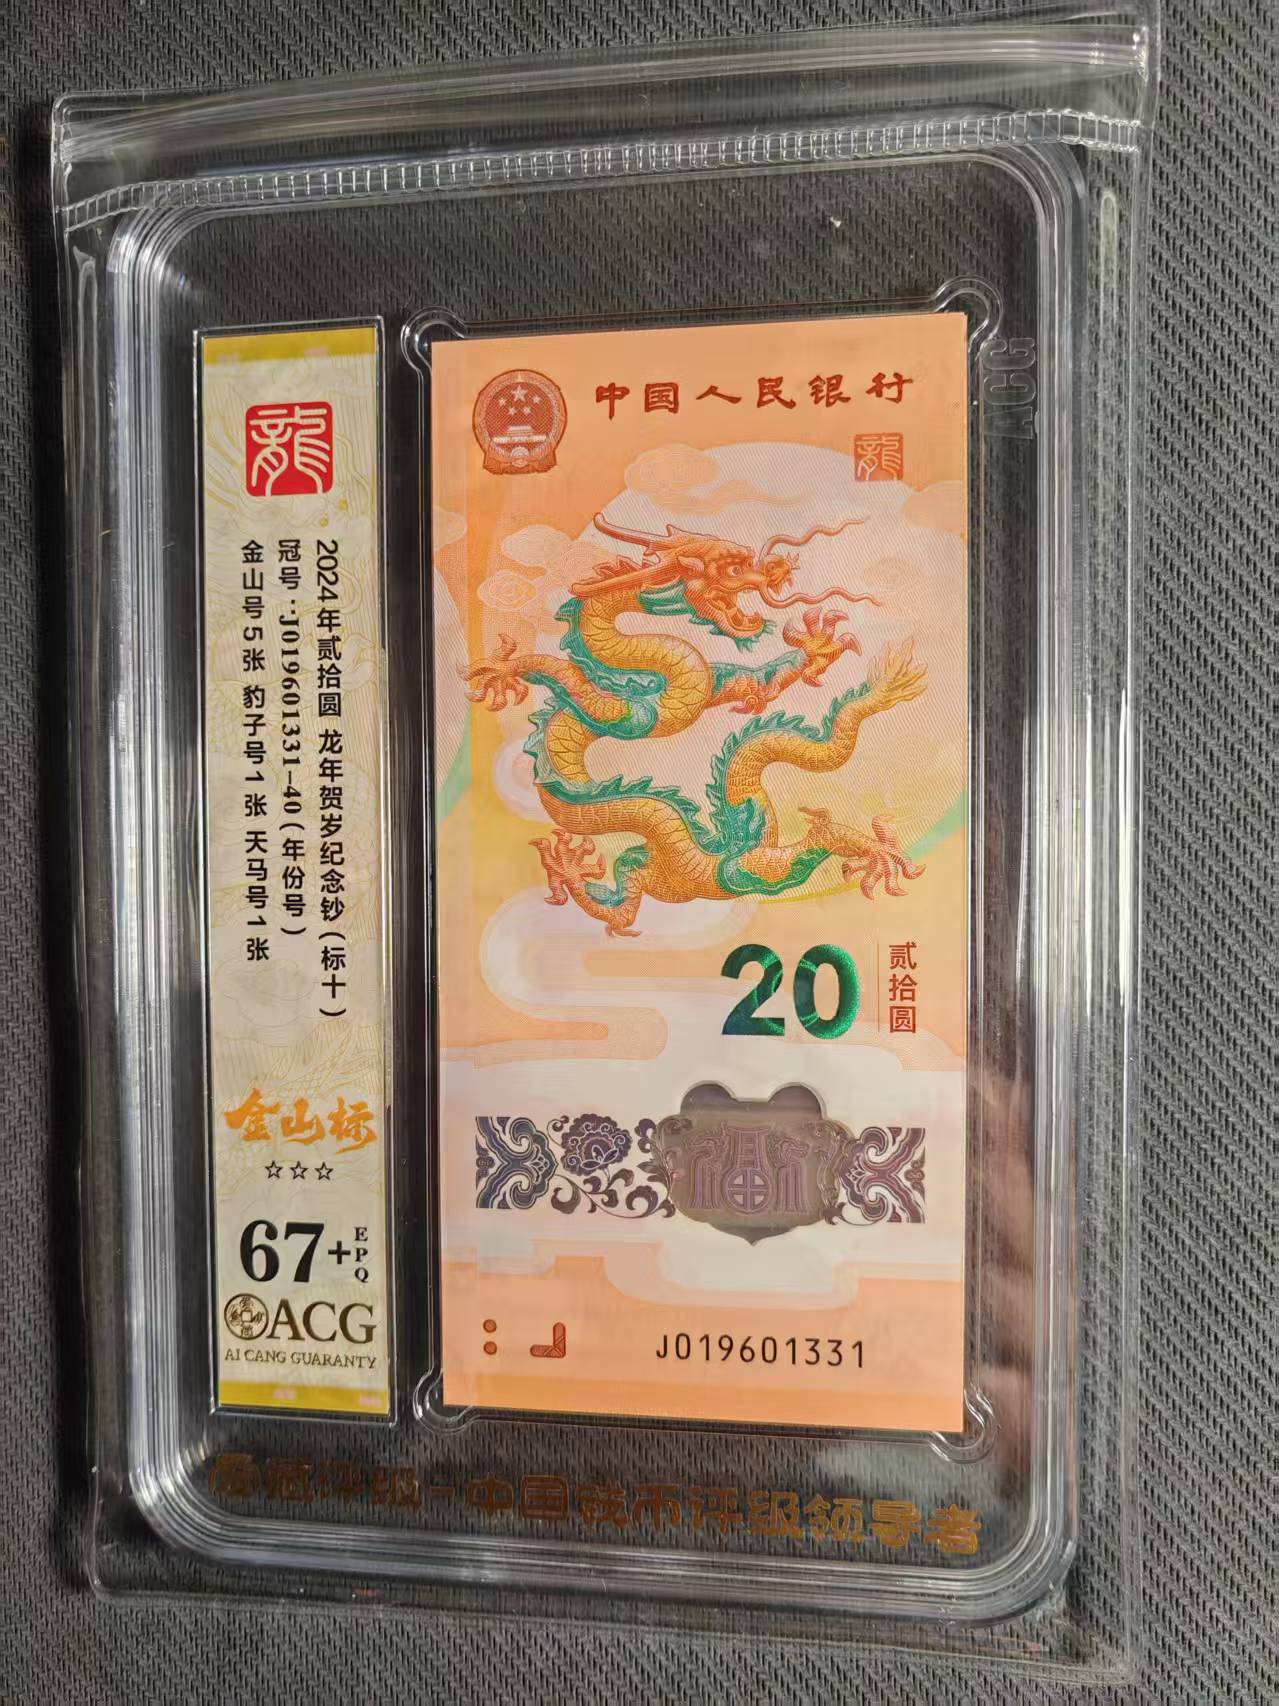 ACG
龍
2024年贰拾圆 龙年贺岁纪念钞(标十)
冠号:J019601331-40(年份号)
金山号5张 豹子号1张 天马号1张
金山标
☆☆☆
67+EPQ
ACG
AI CANG GUARANTY
中国人民银行
龍
20
贰拾圆
福
J019601331
爱藏评级-中国钱币评级领导者